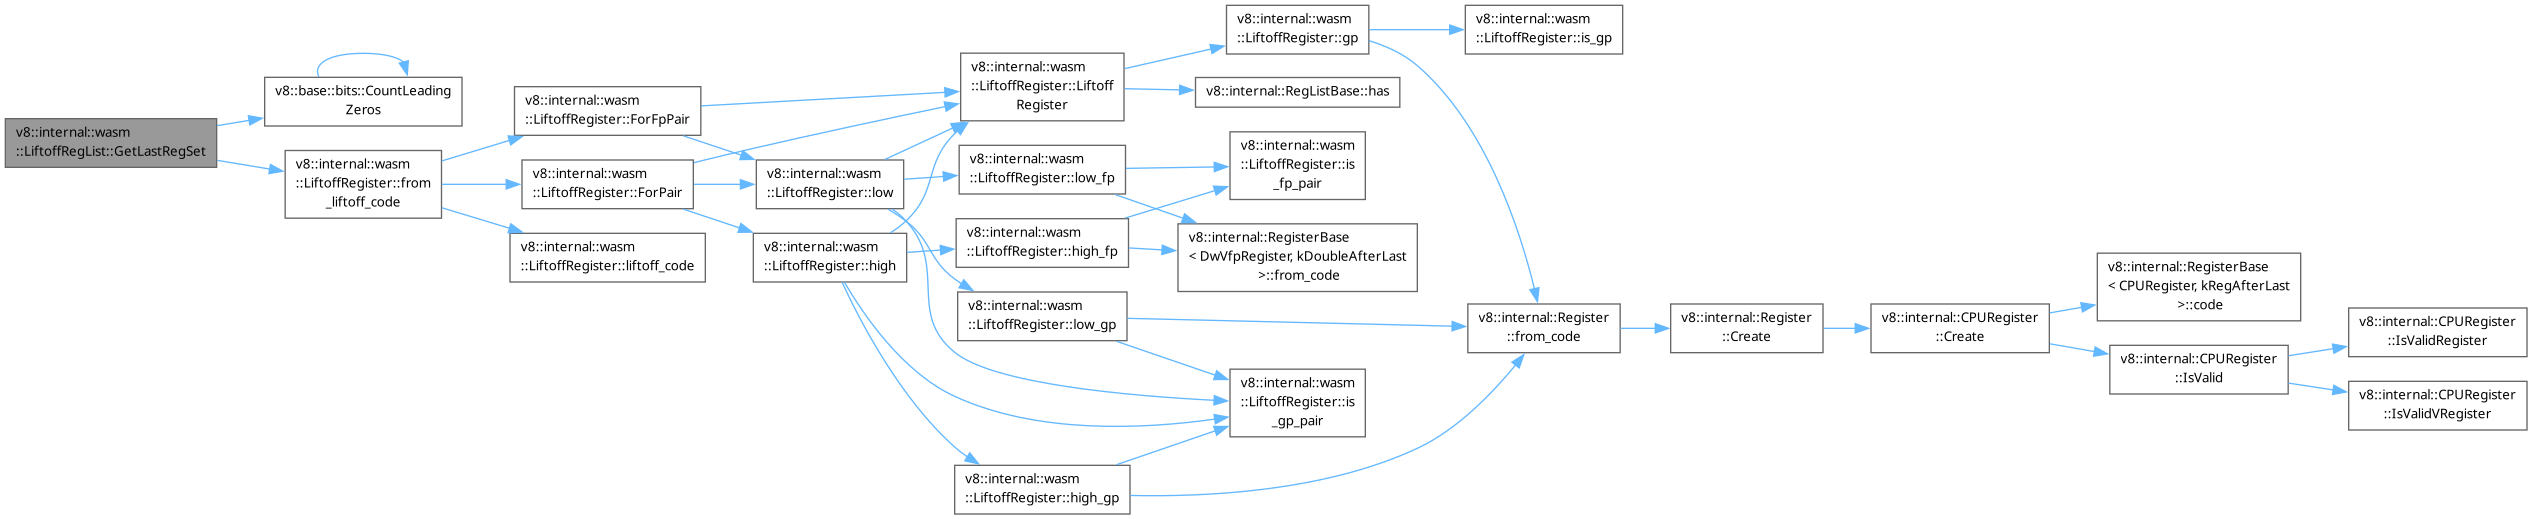 v8::internal::wasm
::LiftoffRegList::GetLastRegSet
v8::base::bits::CountLeading
Zeros
v8::internal::wasm
::LiftoffRegister::from
_liftoff_code
v8::internal::wasm
::LiftoffRegister::ForFpPair
v8::internal::wasm
::LiftoffRegister::ForPair
v8::internal::wasm
::LiftoffRegister::liftoff_code
v8::internal::wasm
::LiftoffRegister::low
v8::internal::wasm
::LiftoffRegister::high
v8::internal::wasm
::LiftoffRegister::Liftoff
Register
v8::internal::wasm
::LiftoffRegister::low_fp
v8::internal::wasm
::LiftoffRegister::high_fp
v8::internal::wasm
::LiftoffRegister::low_gp
v8::internal::wasm
::LiftoffRegister::high_gp
v8::internal::wasm
::LiftoffRegister::gp
v8::internal::RegListBase::has
v8::internal::wasm
::LiftoffRegister::is
_fp_pair
v8::internal::RegisterBase
< DwVfpRegister, kDoubleAfterLast
>::from_code
v8::internal::wasm
::LiftoffRegister::is
_gp_pair
v8::internal::wasm
::LiftoffRegister::is_gp
v8::internal::Register
::from_code
v8::internal::Register
::Create
v8::internal::CPURegister
::Create
v8::internal::RegisterBase
< CPURegister, kRegAfterLast
>::code
v8::internal::CPURegister
::IsValid
v8::internal::CPURegister
::IsValidRegister
v8::internal::CPURegister
::IsValidVRegister